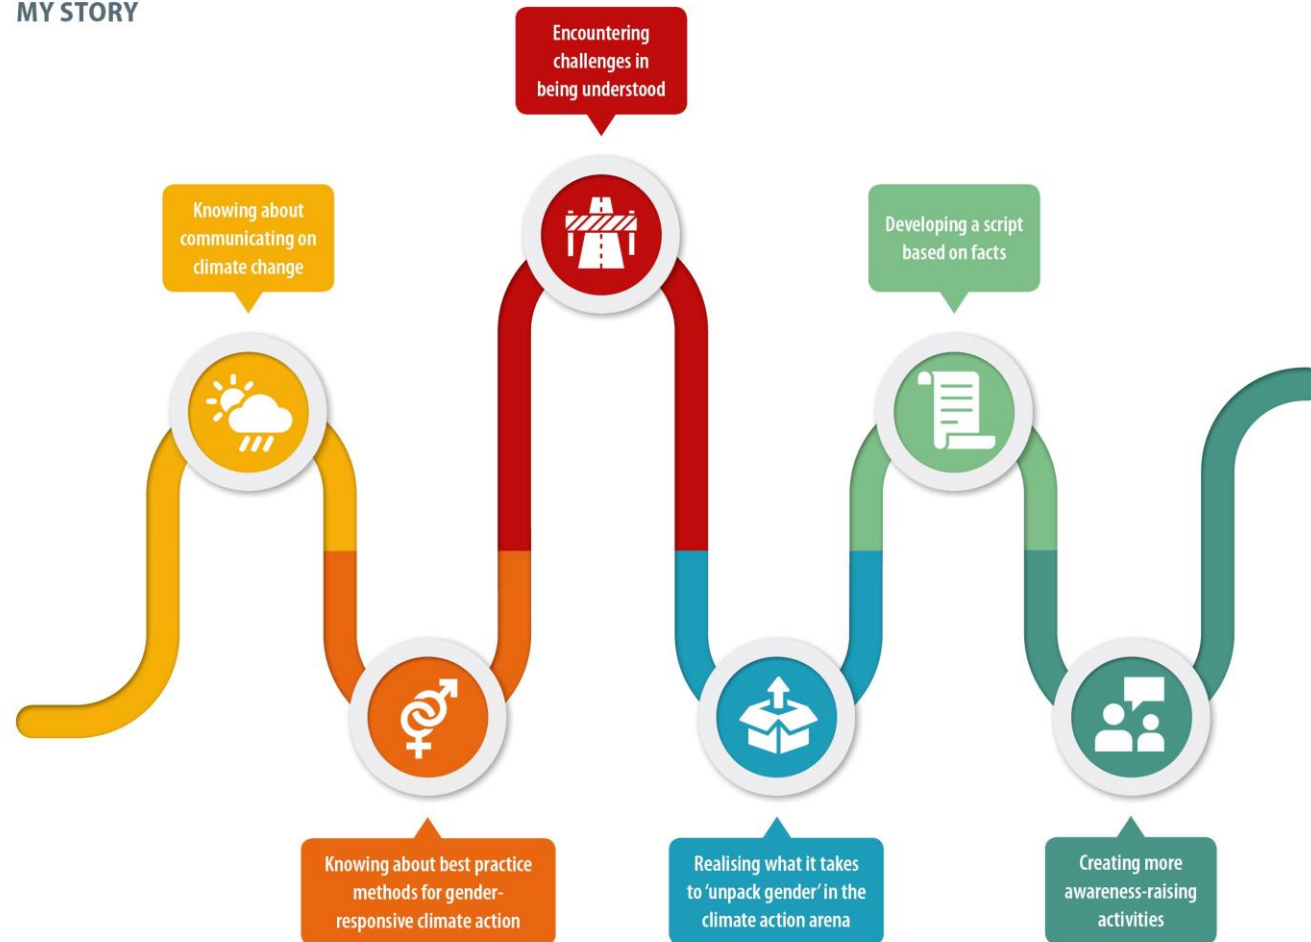 MY STORY
Knowing about
communicating on
climate change
Knowing about best practice
methods for gender-
responsive climate action
Encountering
challenges in
being understood
Realising what it takes
to ‘unpack gender’ in the
climate action arena
Developing a script
based on facts
Creating more
awareness-raising
activities